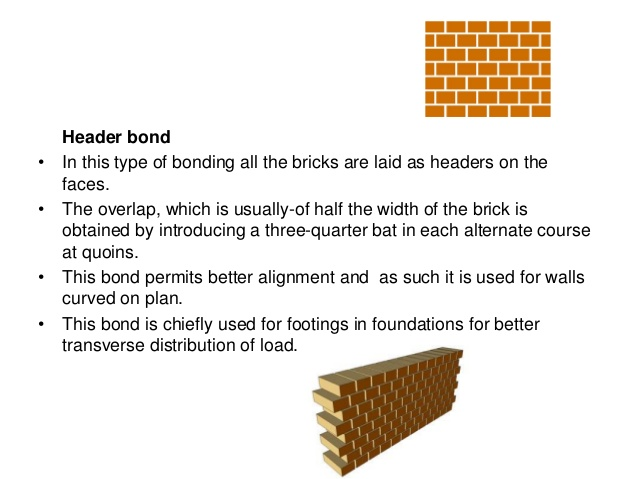 Header bond
• In this type of bonding all the bricks are laid as headers on the
faces.
• The overlap, which is usually-of half the width of the brick is
obtained by introducing a three-quarter bat in each alternate course
at quoins.
• This bond permits better alignment and  as such it is used for walls
curved on plan.
• This bond is chiefly used for footings in foundations for better
transverse distribution of load.